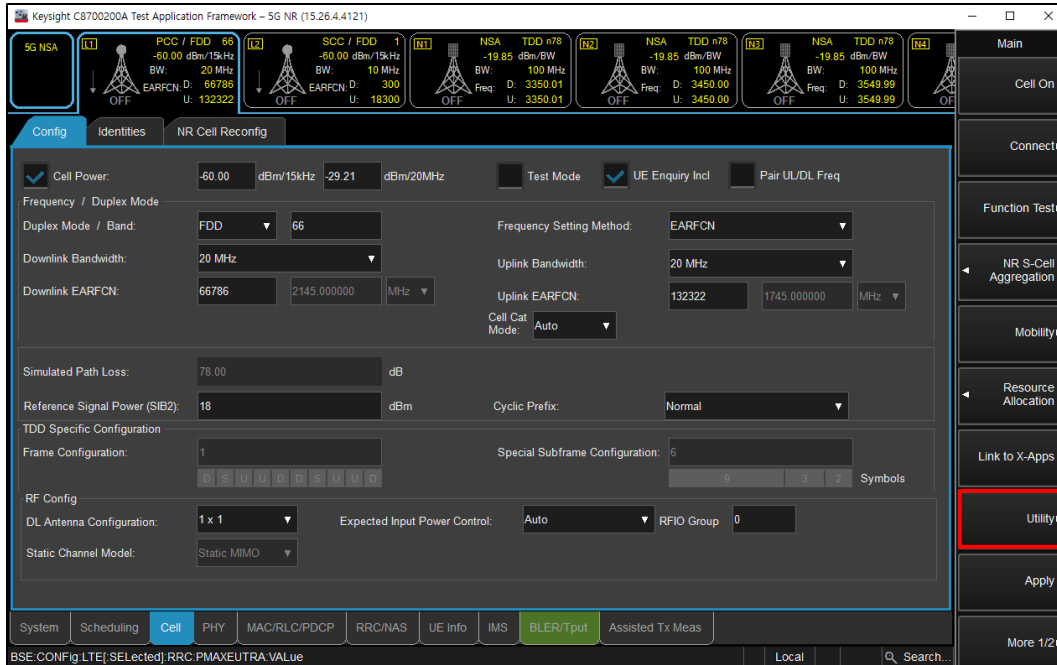 Keysight C8700200A Test Application Framework – 5G NR (15.26.4.4121)
5G NSA
L1
PCC / FDD 66
-60.00 dBm/15kHz
BW: 20 MHz
EARFCN: D: 66786
U: 132322
OFF
L2
SCC / FDD 1
-60.00 dBm/15kHz
BW: 10 MHz
EARFCN: D: 300
U: 18300
OFF
N1
NSA TDD n78
-19.85 dBm/BW
BW: 100 MHz
Freq: D: 3350.01
U: 3350.01
OFF
N2
NSA TDD n78
-19.85 dBm/BW
BW: 100 MHz
Freq: D: 3450.00
U: 3450.00
OFF
N3
NSA TDD n78
-19.85 dBm/BW
BW: 100 MHz
Freq: D: 3549.99
U: 3549.99
OFF
N4
Config Identities NR Cell Reconfig
Cell Power: -60.00 dBm/15kHz -29.21 dBm/20MHz Test Mode UE Enquiry Incl Pair UL/DL Freq
Frequency / Duplex Mode
Duplex Mode / Band: FDD 66 Frequency Setting Method: EARFCN
Downlink Bandwidth: 20 MHz Uplink Bandwidth: 20 MHz
Downlink EARFCN: 66786 2145.000000 MHz Uplink EARFCN: 132322 1745.000000 MHz
Cell Cat
Mode: Auto
Simulated Path Loss: 78.00 dB
Reference Signal Power (SIB2): 18 dBm Cyclic Prefix: Normal
TDD Specific Configuration
Frame Configuration: 1 Special Subframe Configuration: 6
D S U U D D S U U D 9 3 2 Symbols
RF Config
DL Antenna Configuration: 1 x 1 Expected Input Power Control: Auto RFIO Group 0
Static Channel Model: Static MIMO
System Scheduling Cell PHY MAC/RLC/PDCP RRC/NAS UE Info IMS BLER/Tput Assisted Tx Meas
BSE:CONFig:LTE[:SELected]:RRC:PMAXEUTRA:VALue Local Search...
Main
Cell On
Connect
Function Test
NR S-Cell
Aggregation
Mobility
Resource
Allocation
Link to X-Apps
Utility
Apply
More 1/2